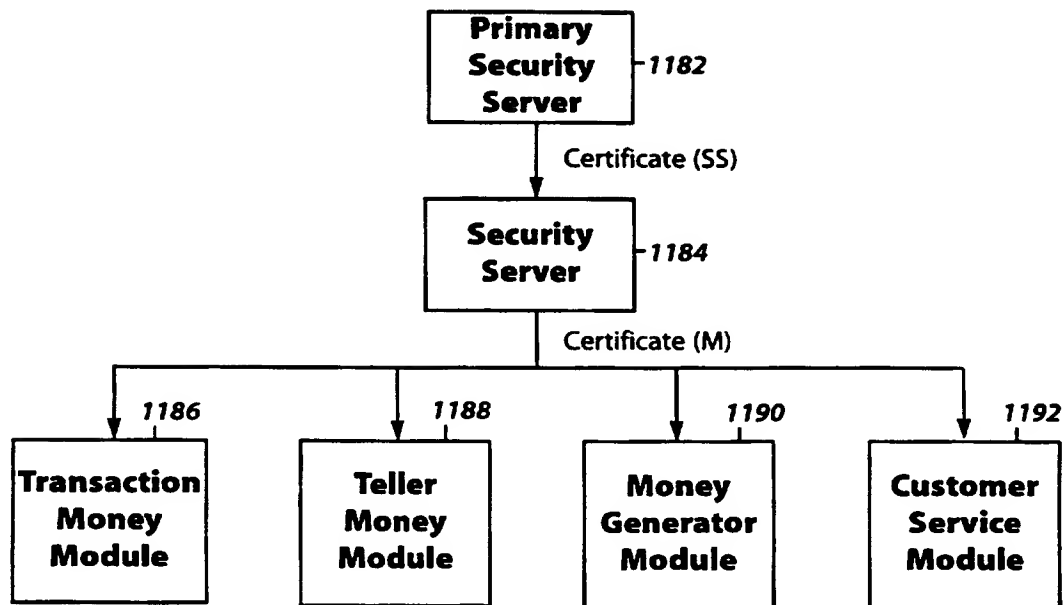 Primary
Security
Server
1182
Certificate (SS)
Security
Server
1184
Certificate (M)
1186
1188
1190
1192
Transaction
Money
Module
Teller
Money
Module
Money
Generator
Module
Customer
Service
Module